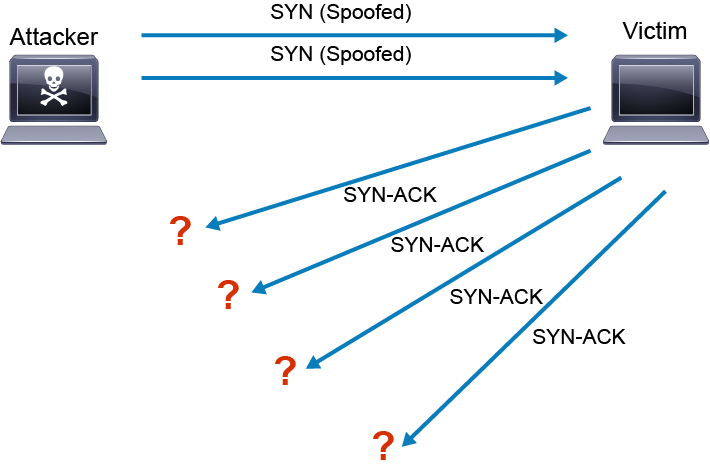 SYN (Spoofed)
Attacker
Victim
SYN (Spoofed)
SYN-ACK
?
SYN-ACK
?
SYN-ACK
SYN-ACK
?
?